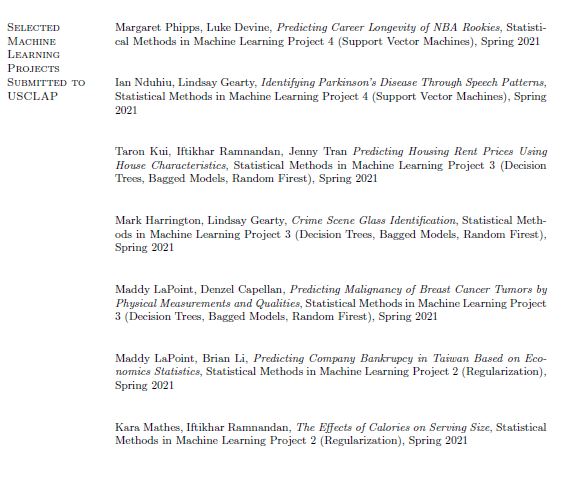 SELECTED
MACHINE
LEARNING
PROJECTS
SUBMITTED TO
USCLAP
Margaret Phipps, Luke Devine, Predicting Career Longevity of NBA Rookies, Statisti-
cal Methods in Machine Learning Project 4 (Support Vector Machines), Spring 2021
Ian Nduhiu, Lindsay Gearty, Identifying Parkinson's Disease Through Speech Patterns,
Statistical Methods in Machine Learning Project 4 (Support Vector Machines), Spring
2021
Taron Kui, Iftikhar Ramnandan, Jenny Tran Predicting Housing Rent Prices Using
House Characteristics, Statistical Methods in Machine Learning Project 3 (Decision
Trees, Bagged Models, Random Firest), Spring 2021
Mark Harrington, Lindsay Gearty, Crime Scene Glass Identification, Statistical Meth-
ods in Machine Learning Project 3 (Decision Trees, Bagged Models, Random Firest),
Spring 2021
Maddy LaPoint, Denzel Capellan, Predicting Malignancy of Breast Cancer Tumors by
Physical Measurements and Qualities, Statistical Methods in Machine Learning Project
3 (Decision Trees, Bagged Models, Random Firest), Spring 2021
Maddy LaPoint, Brian Li, Predicting Company Bankrupcy in Taiwan Based on Eco-
nomics Statistics, Statistical Methods in Machine Learning Project 2 (Regularization),
Spring 2021
Kara Mathes, Iftikhar Ramnandan, The Effects of Calories on Serving Size, Statistical
Methods in Machine Learning Project 2 (Regularization), Spring 2021